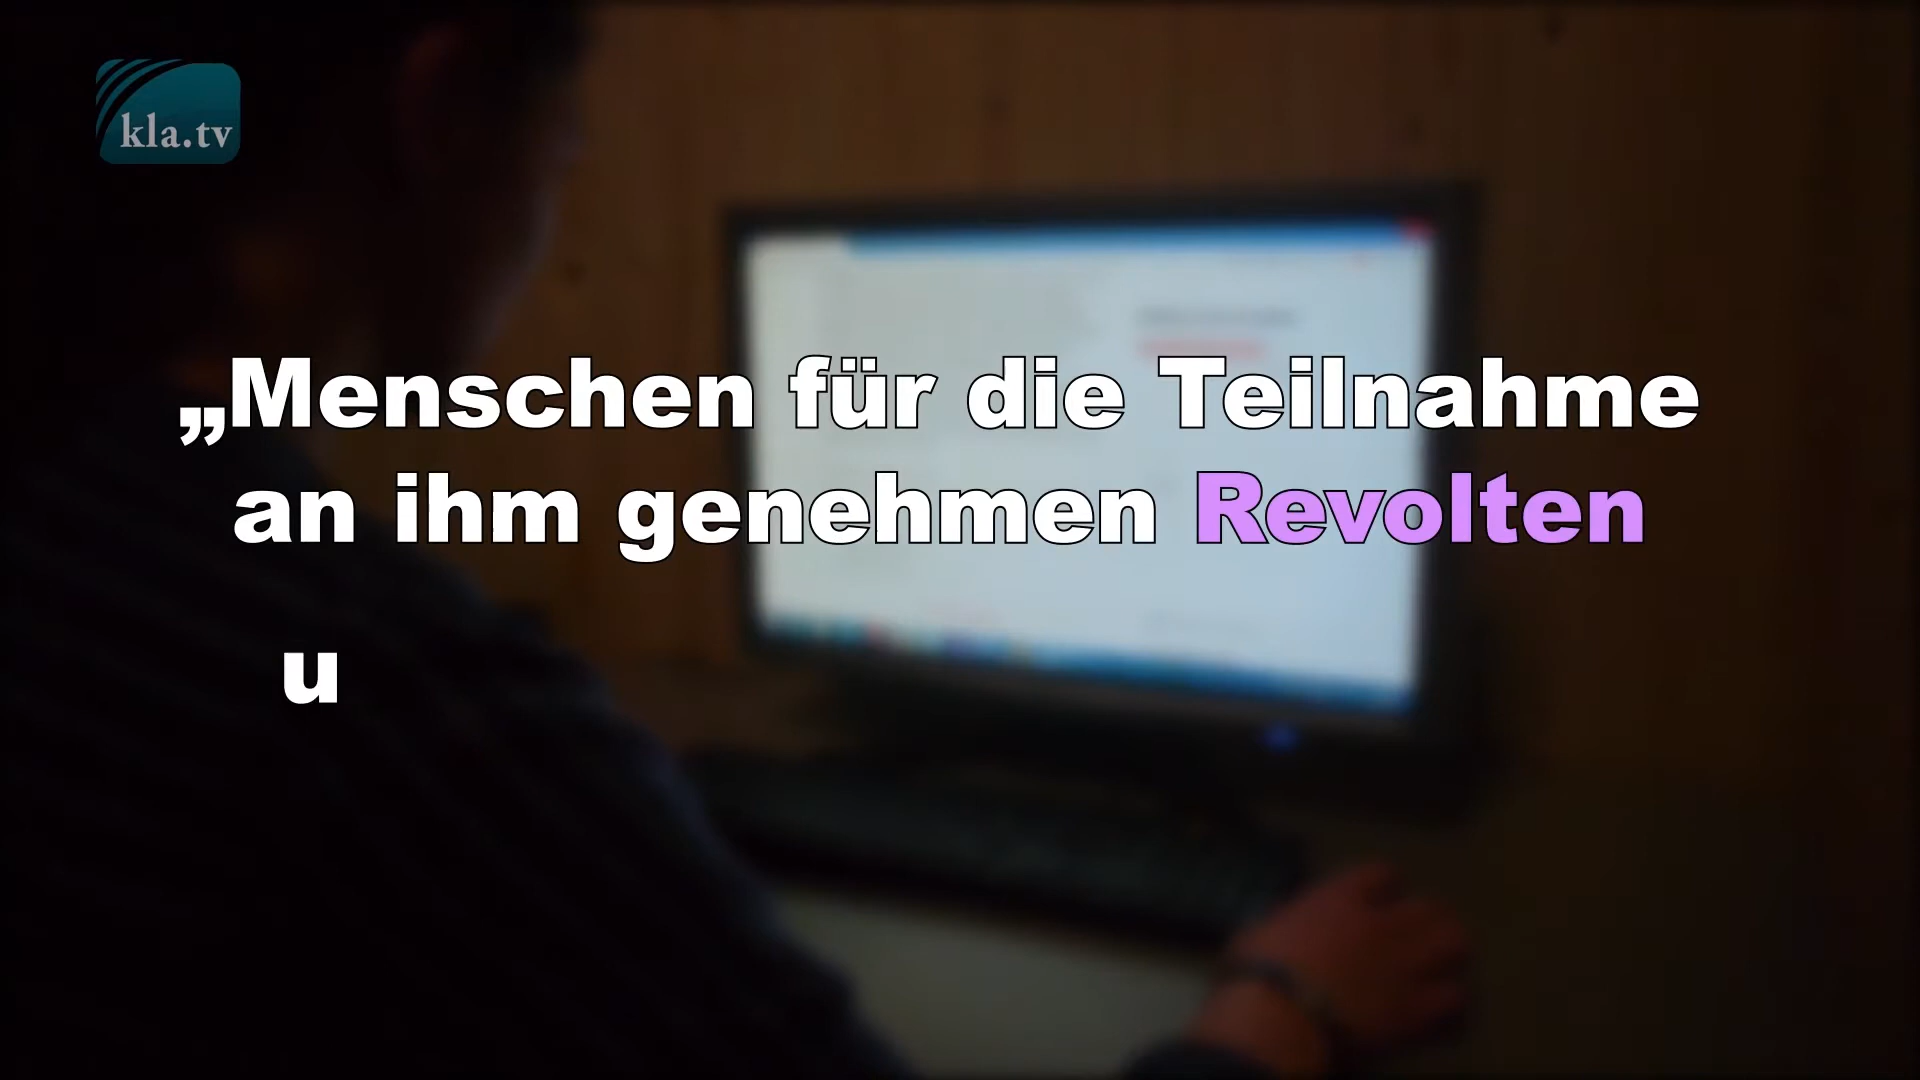 kla.tv
„Menschen für die Teilnahme
an ihm genehmen Revolten
u